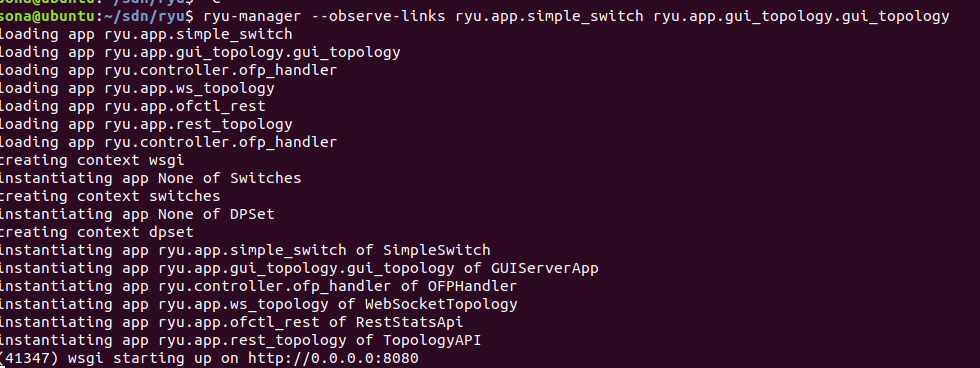 sona@ubuntu:~/sdn/ryu$ ryu-manager --observe-links ryu.app.simple_switch ryu.app.gui_topology.gui_topology
loading app ryu.app.simple_switch
loading app ryu.app.gui_topology.gui_topology
loading app ryu.controller.ofp_handler
loading app ryu.app.ws_topology
loading app ryu.app.ofctl_rest
loading app ryu.app.rest_topology
loading app ryu.controller.ofp_handler
creating context wsgi
instantiating app None of Switches
creating context switches
instantiating app None of DPSet
creating context dpset
instantiating app ryu.app.simple_switch of SimpleSwitch
instantiating app ryu.app.gui_topology.gui_topology of GUIServerApp
instantiating app ryu.controller.ofp_handler of OFPHandler
instantiating app ryu.app.ws_topology of WebSocketTopology
instantiating app ryu.app.ofctl_rest of RestStatsApi
instantiating app ryu.app.rest_topology of TopologyAPI
(41347) wsgi starting up on http://0.0.0.0:8080